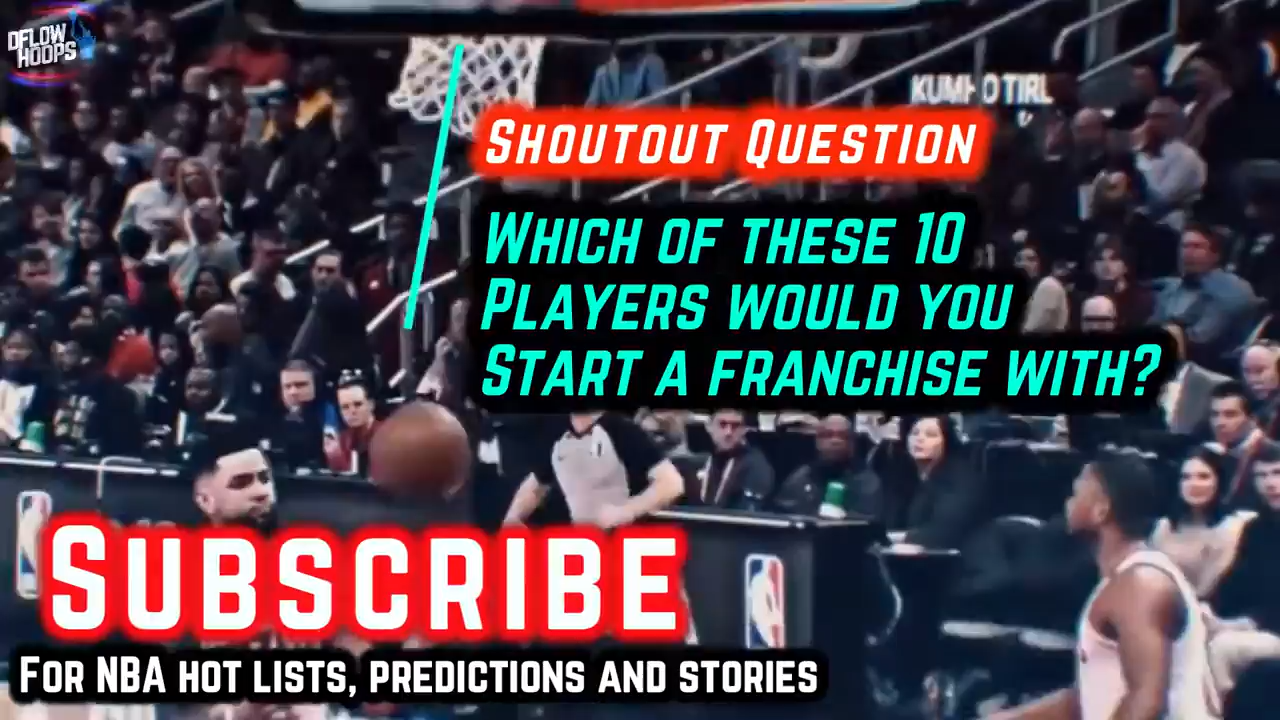 DFLOW
HOOPS
KUMHO TIRE
SHOUTOUT QUESTION
WHICH OF THESE 10
PLAYERS WOULD YOU
START A FRANCHISE WITH?
SUBSCRIBE
FOR NBA HOT LISTS, PREDICTIONS AND STORIES